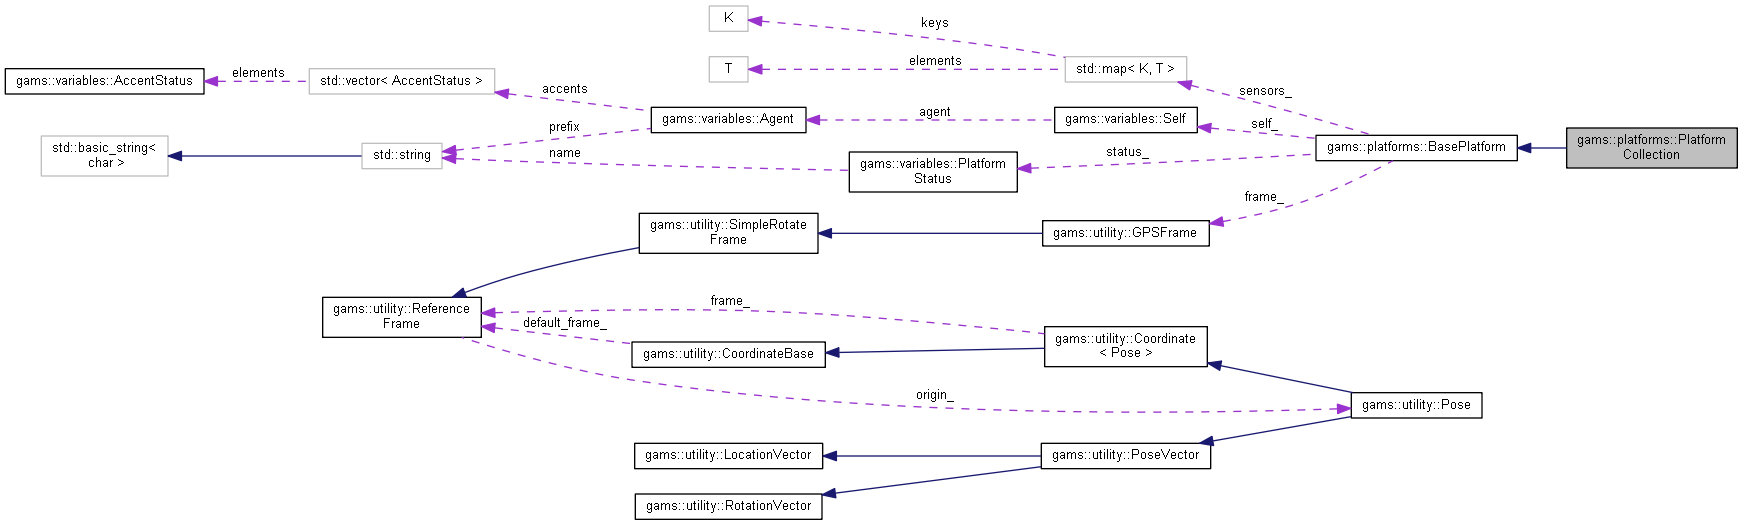 K
keys
T
elements
std::map< K, T >
gams::variables::AccentStatus
elements
std::vector< AccentStatus >
accents
sensors_
gams::variables::Agent
agent
gams::variables::Self
self_
prefix
std::basic_string<
char >
std::string
name
gams::variables::Platform
Status
status_
gams::platforms::BasePlatform
gams::platforms::Platform
Collection
frame_
gams::utility::SimpleRotate
Frame
gams::utility::GPSFrame
gams::utility::Reference
Frame
frame_
default_frame_
gams::utility::CoordinateBase
gams::utility::Coordinate
< Pose >
origin_
gams::utility::Pose
gams::utility::LocationVector
gams::utility::PoseVector
gams::utility::RotationVector